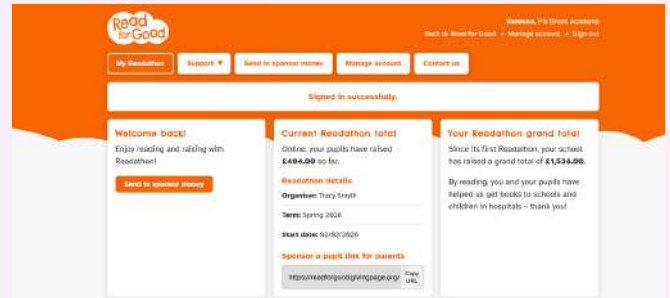 Read for Good
Vanessa, Pix Brook Academy
Back to Read for Good • Manage account • Sign out
My Readathon
Support ▼
Send in sponsor money
Manage account
Contact us
Signed in successfully.
Welcome back!
Enjoy reading and raising with
Readathon!
Send in sponsor money
Current Readathon total
Online, your pupils have raised
£494.00 so far.
Readathon details
Organiser: Tracy Smyth
Term: Spring 2026
Start date: 02/02/2026
Sponsor a pupil link for parents
https://readforgood.givingpage.org/
Copy
URL
Your Readathon grand total
Since its first Readathon, your school
has raised a grand total of £1,534.00.
By reading, you and your pupils have
helped us get books to schools and
children in hospitals – thank you!